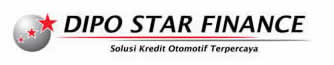 DIPO STAR FINANCE
Solusi Kredit Otomotif Terpercaya